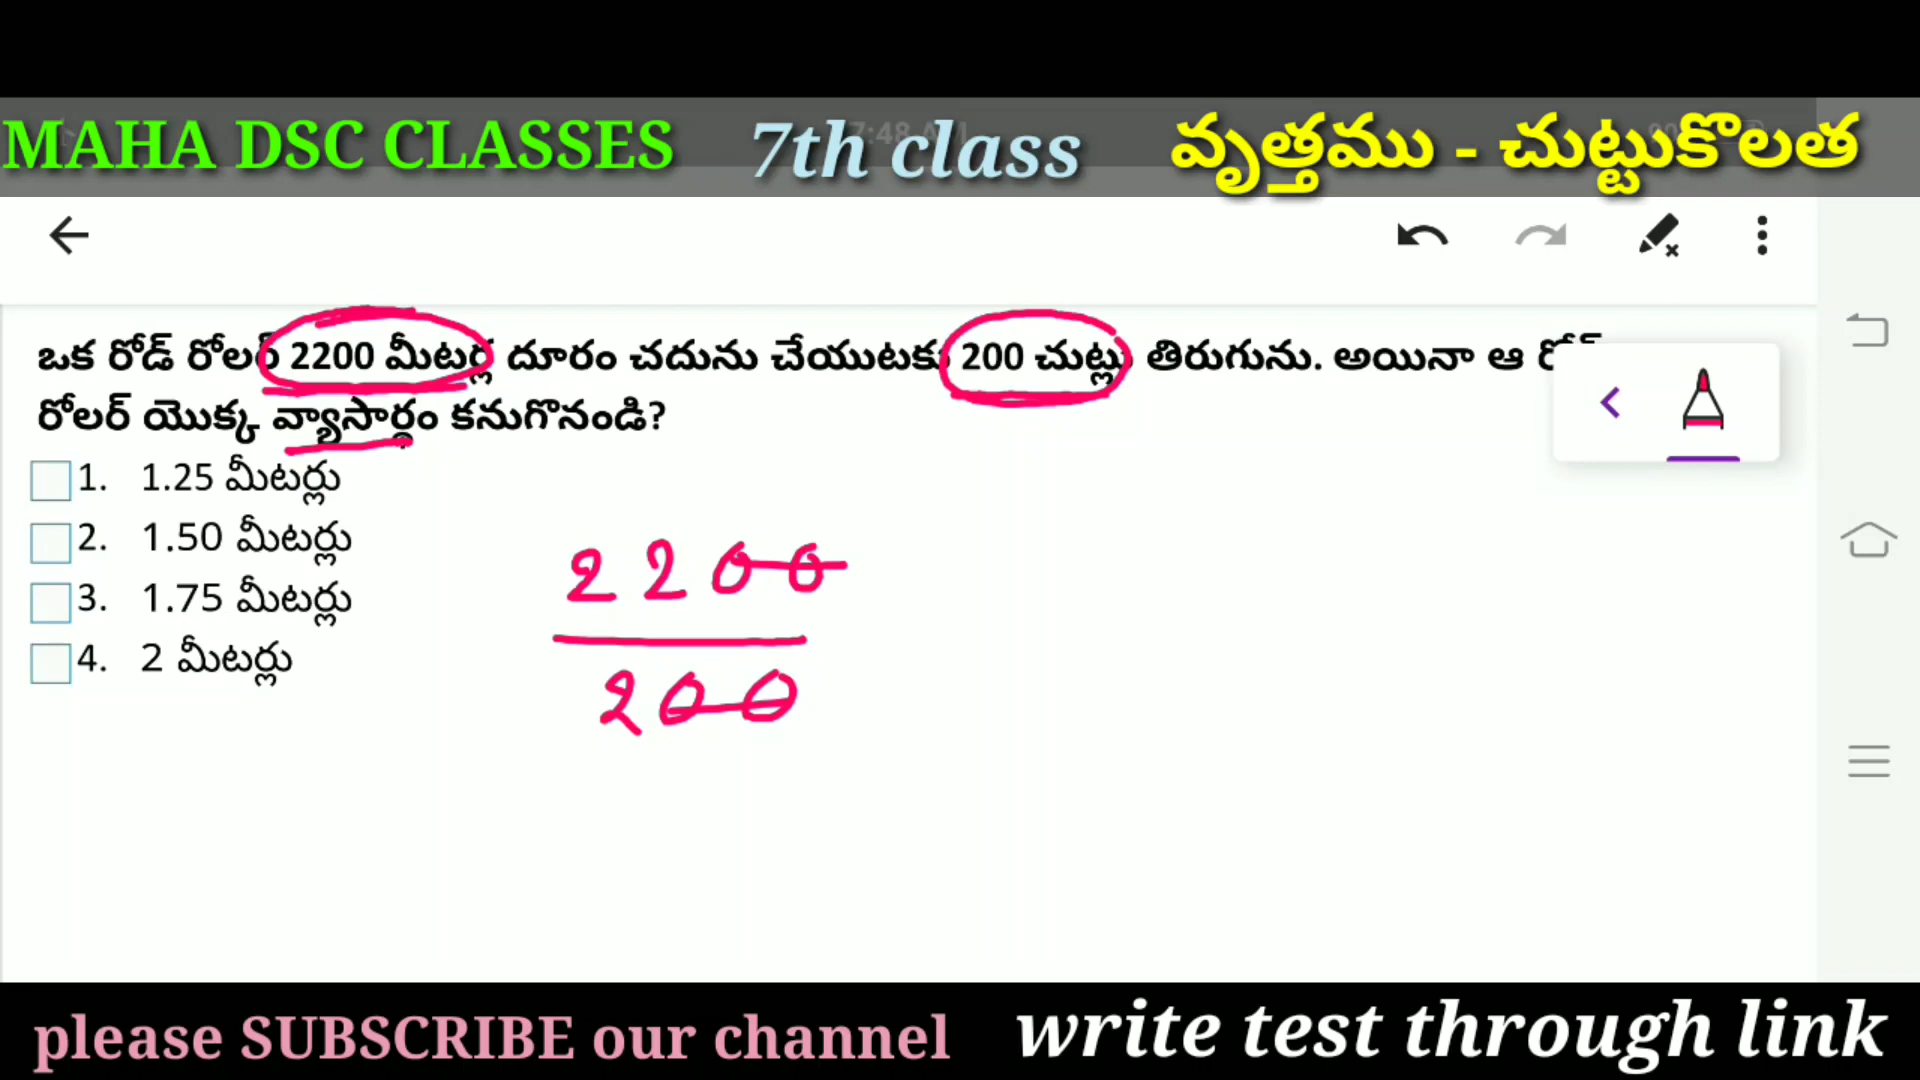 MAHA DSC CLASSES 7th class వృత్తము - చుట్టుకొలత
ఒక రోడ్ రోలర్ 2200 మీటర్ల దూరం చదును చేయుటకు 200 చుట్లు తిరుగును. అయినా ఆ
రోలర్ యొక్క వ్యాసార్ధం కనుగొనండి?
1. 1.25 మీటర్లు
2. 1.50 మీటర్లు
3. 1.75 మీటర్లు
4. 2 మీటర్లు
2200
200
please SUBSCRIBE our channel write test through link